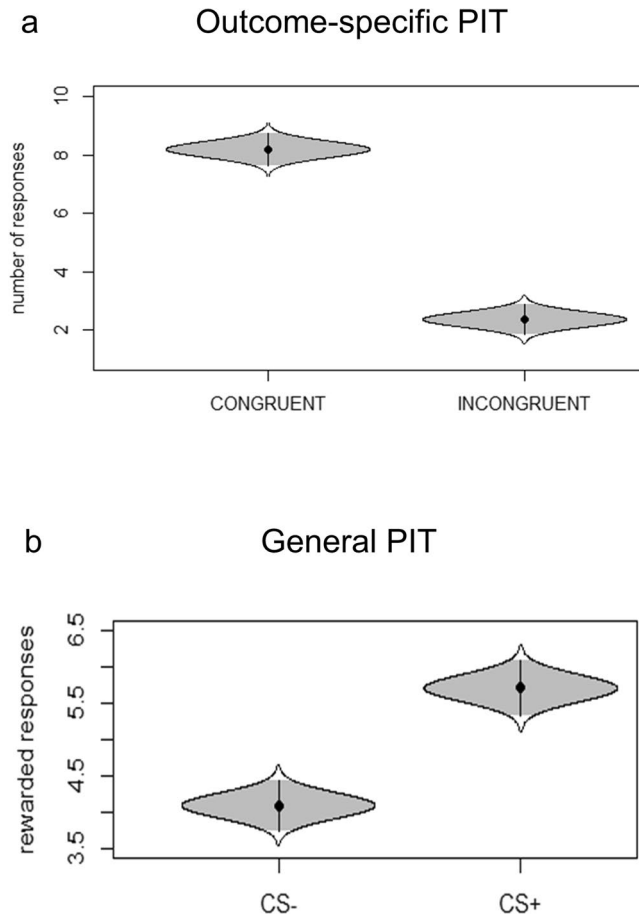 a Outcome-specific PIT
number of responses
10
8
6
4
2
CONGRUENT INCONGRUENT
b General PIT
rewarded responses
6.5
5.5
4.5
3.5
CS- CS+